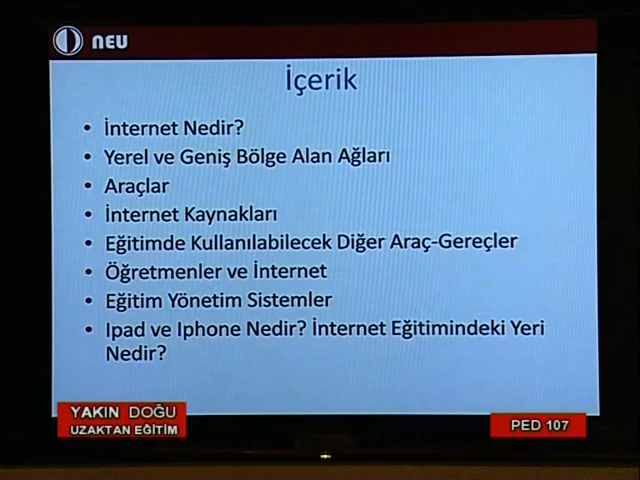 NEU
İçerik
• İnternet Nedir?
• Yerel ve Geniş Bölge Alan Ağları
• Araçlar
• İnternet Kaynakları
• Eğitimde Kullanılabilecek Diğer Araç-Gereçler
• Öğretmenler ve İnternet
• Eğitim Yönetim Sistemler
• Ipad ve Iphone Nedir? İnternet Eğitimindeki Yeri
Nedir?
YAKIN DOĞU
UZAKTAN EĞİTİM
PED 107